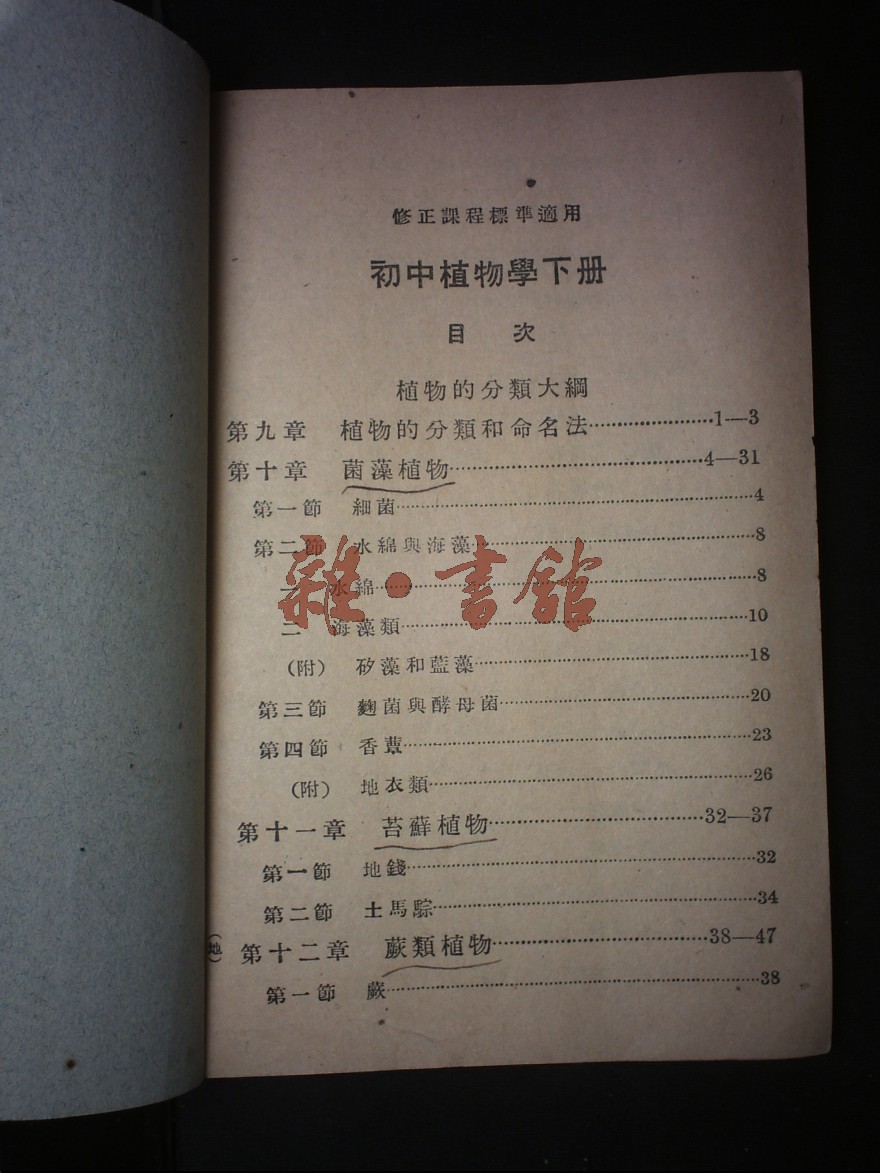 修正課程標準適用
初中植物學下册
目次
植物的分類大綱
第九章 植物的分類和命名法……………1—3
第十章 菌藻植物……………4—31
第一節 細菌……………4
第二節 水綿與海藻……………8
一 水綿……………8
二 海藻類……………10
(附) 矽藻和藍藻……………18
第三節 麴菌與酵母菌……………20
第四節 香蕈……………23
(附) 地衣類……………26
第十一章 苔蘚植物……………32—37
第一節 地錢……………32
第二節 土馬騌……………34
第十二章 蕨類植物……………38—47
第一節 蕨……………38
(地)
雜·書館